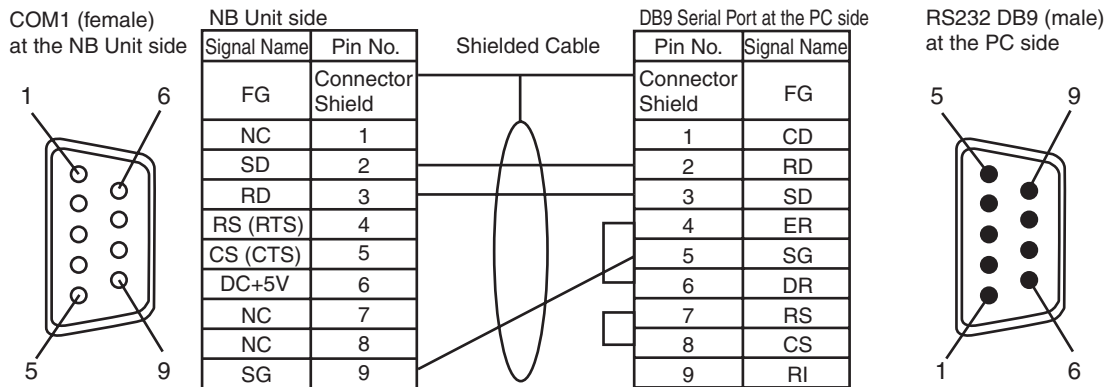 COM1 (female)
at the NB Unit side
1 6
5 9
NB Unit side
Signal Name Pin No.
FG Connector Shield
NC 1
SD 2
RD 3
RS (RTS) 4
CS (CTS) 5
DC+5V 6
NC 7
NC 8
SG 9
Shielded Cable
DB9 Serial Port at the PC side
Pin No. Signal Name
Connector Shield FG
1 CD
2 RD
3 SD
4 ER
5 SG
6 DR
7 RS
8 CS
9 RI
RS232 DB9 (male)
at the PC side
5 9
1 6